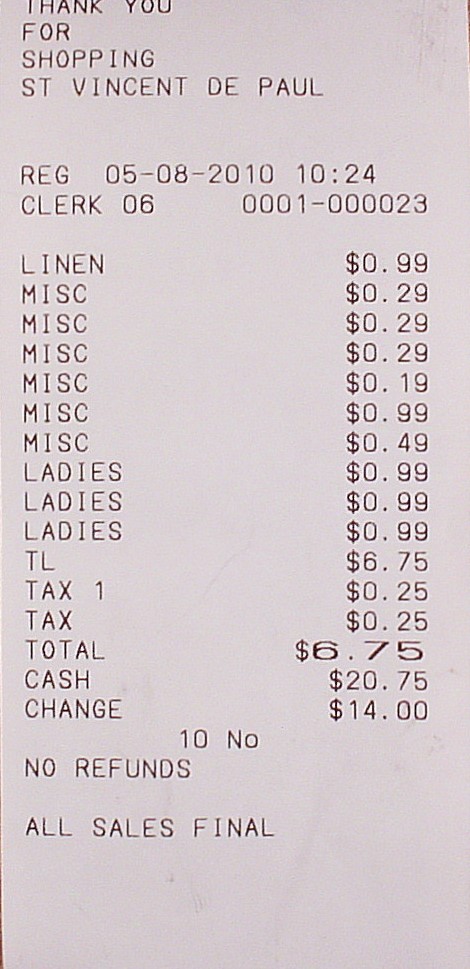 THANK YOU
FOR
SHOPPING
ST VINCENT DE PAUL
REG 05-08-2010 10:24
CLERK 06 0001-000023
LINEN $0.99
MISC $0.29
MISC $0.29
MISC $0.29
MISC $0.19
MISC $0.99
MISC $0.49
LADIES $0.99
LADIES $0.99
LADIES $0.99
TL $6.75
TAX 1 $0.25
TAX $0.25
TOTAL $6.75
CASH $20.75
CHANGE $14.00
10 No
NO REFUNDS
ALL SALES FINAL